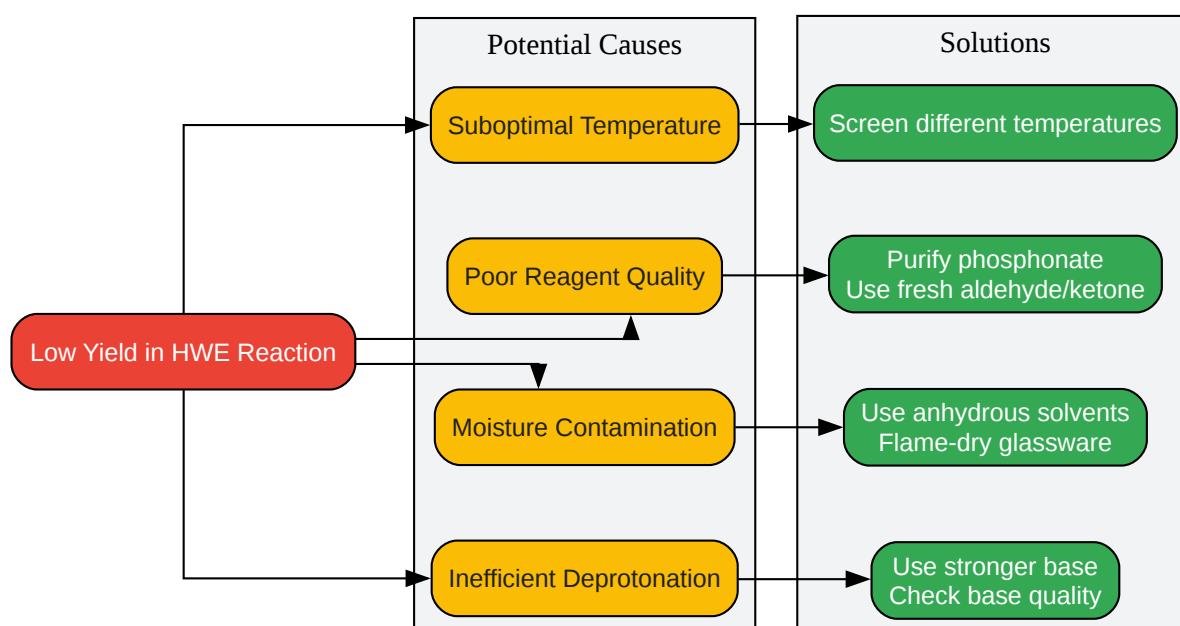 Potential Causes
Solutions
Suboptimal Temperature
Screen different temperatures
Poor Reagent Quality
Purify phosphonate
Use fresh aldehyde/ketone
Low Yield in HWE Reaction
Moisture Contamination
Use anhydrous solvents
Flame-dry glassware
Inefficient Deprotonation
Use stronger base
Check base quality